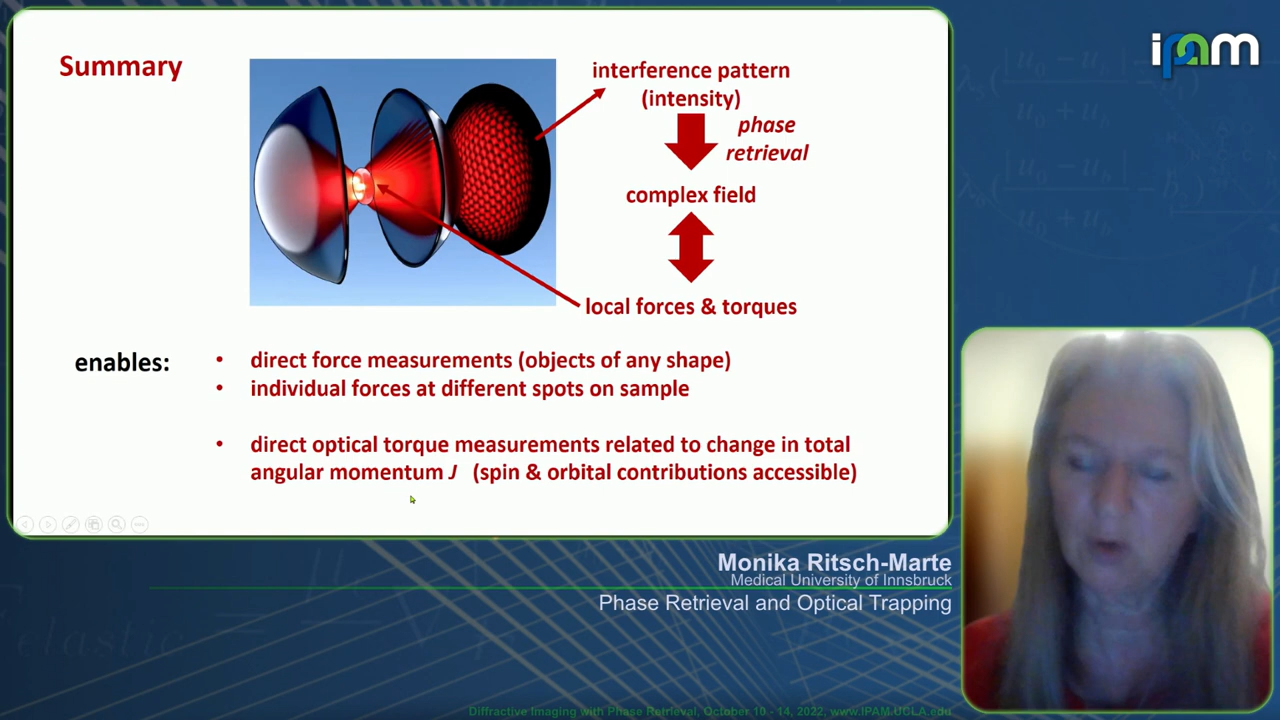 Summary
interference pattern
(intensity)
phase
retrieval
complex field
local forces & torques
enables:
• direct force measurements (objects of any shape)
• individual forces at different spots on sample
• direct optical torque measurements related to change in total
angular momentum J (spin & orbital contributions accessible)
ipam
Monika Ritsch-Marte
Medical University of Innsbruck
Phase Retrieval and Optical Trapping
Diffractive Imaging with Phase Retrieval, October 10 - 14, 2022, www.IPAM.UCLA.edu
elastic